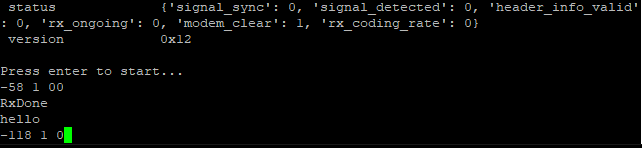 status {'signal_sync': 0, 'signal_detected': 0, 'header_info_valid'
: 0, 'rx_ongoing': 0, 'modem_clear': 1, 'rx_coding_rate': 0}
version 0x12
Press enter to start...
-58 1 00
RxDone
hello
-118 1 0